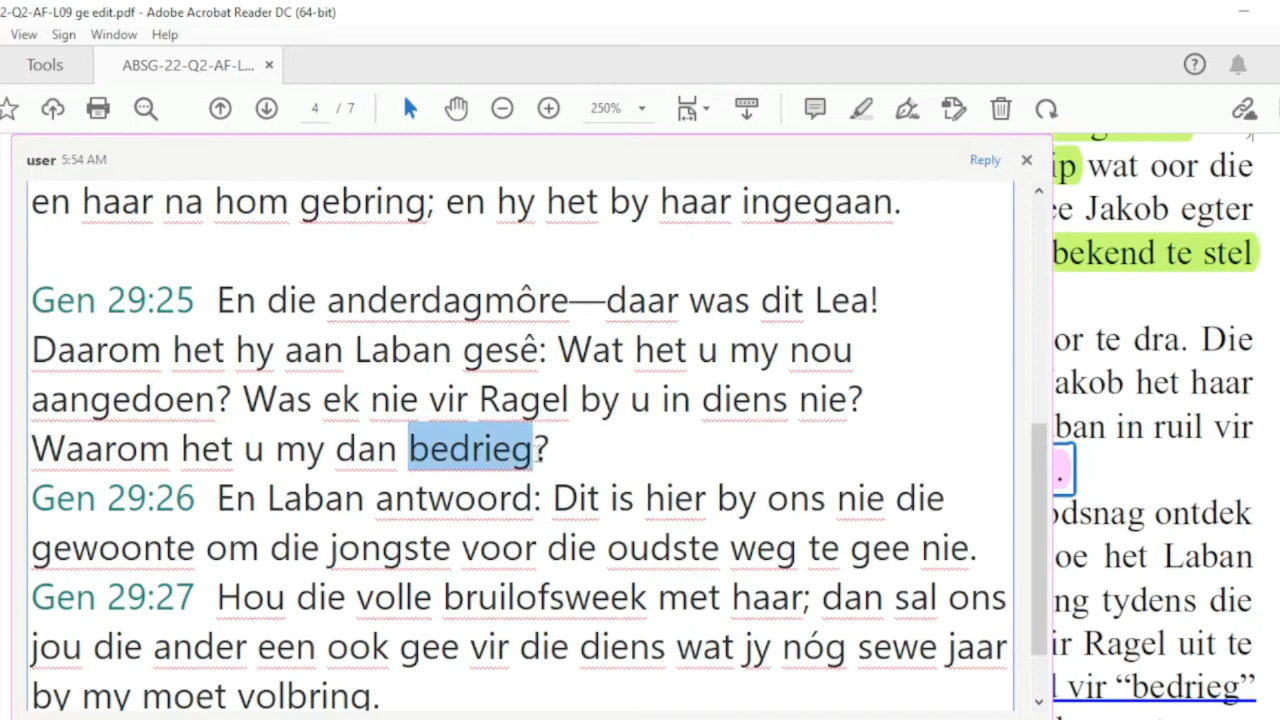 2-Q2-AF-L09 ge edit.pdf - Adobe Acrobat Reader DC (64-bit)
View Sign Window Help
Tools ABSG-22-Q2-AF-L... ×
4 / 7 250%
user 5:54 AM Reply
en haar na hom gebring; en hy het by haar ingegaan.
Gen 29:25 En die anderdagmôre—daar was dit Lea!
Daarom het hy aan Laban gesê: Wat het u my nou
aangedoen? Was ek nie vir Ragel by u in diens nie?
Waarom het u my dan bedrieg?
Gen 29:26 En Laban antwoord: Dit is hier by ons nie die
gewoonte om die jongste voor die oudste weg te gee nie.
Gen 29:27 Hou die volle bruilofsweek met haar; dan sal ons
jou die ander een ook gee vir die diens wat jy nóg sewe jaar
by my moet volbring.
ip wat oor die
ee Jakob egter
bekend te stel
or te dra. Die
akob het haar
ban in ruil vir
.
odsnag ontdek
oe het Laban
ng tydens die
ir Ragel uit te
l vir “bedrieg”